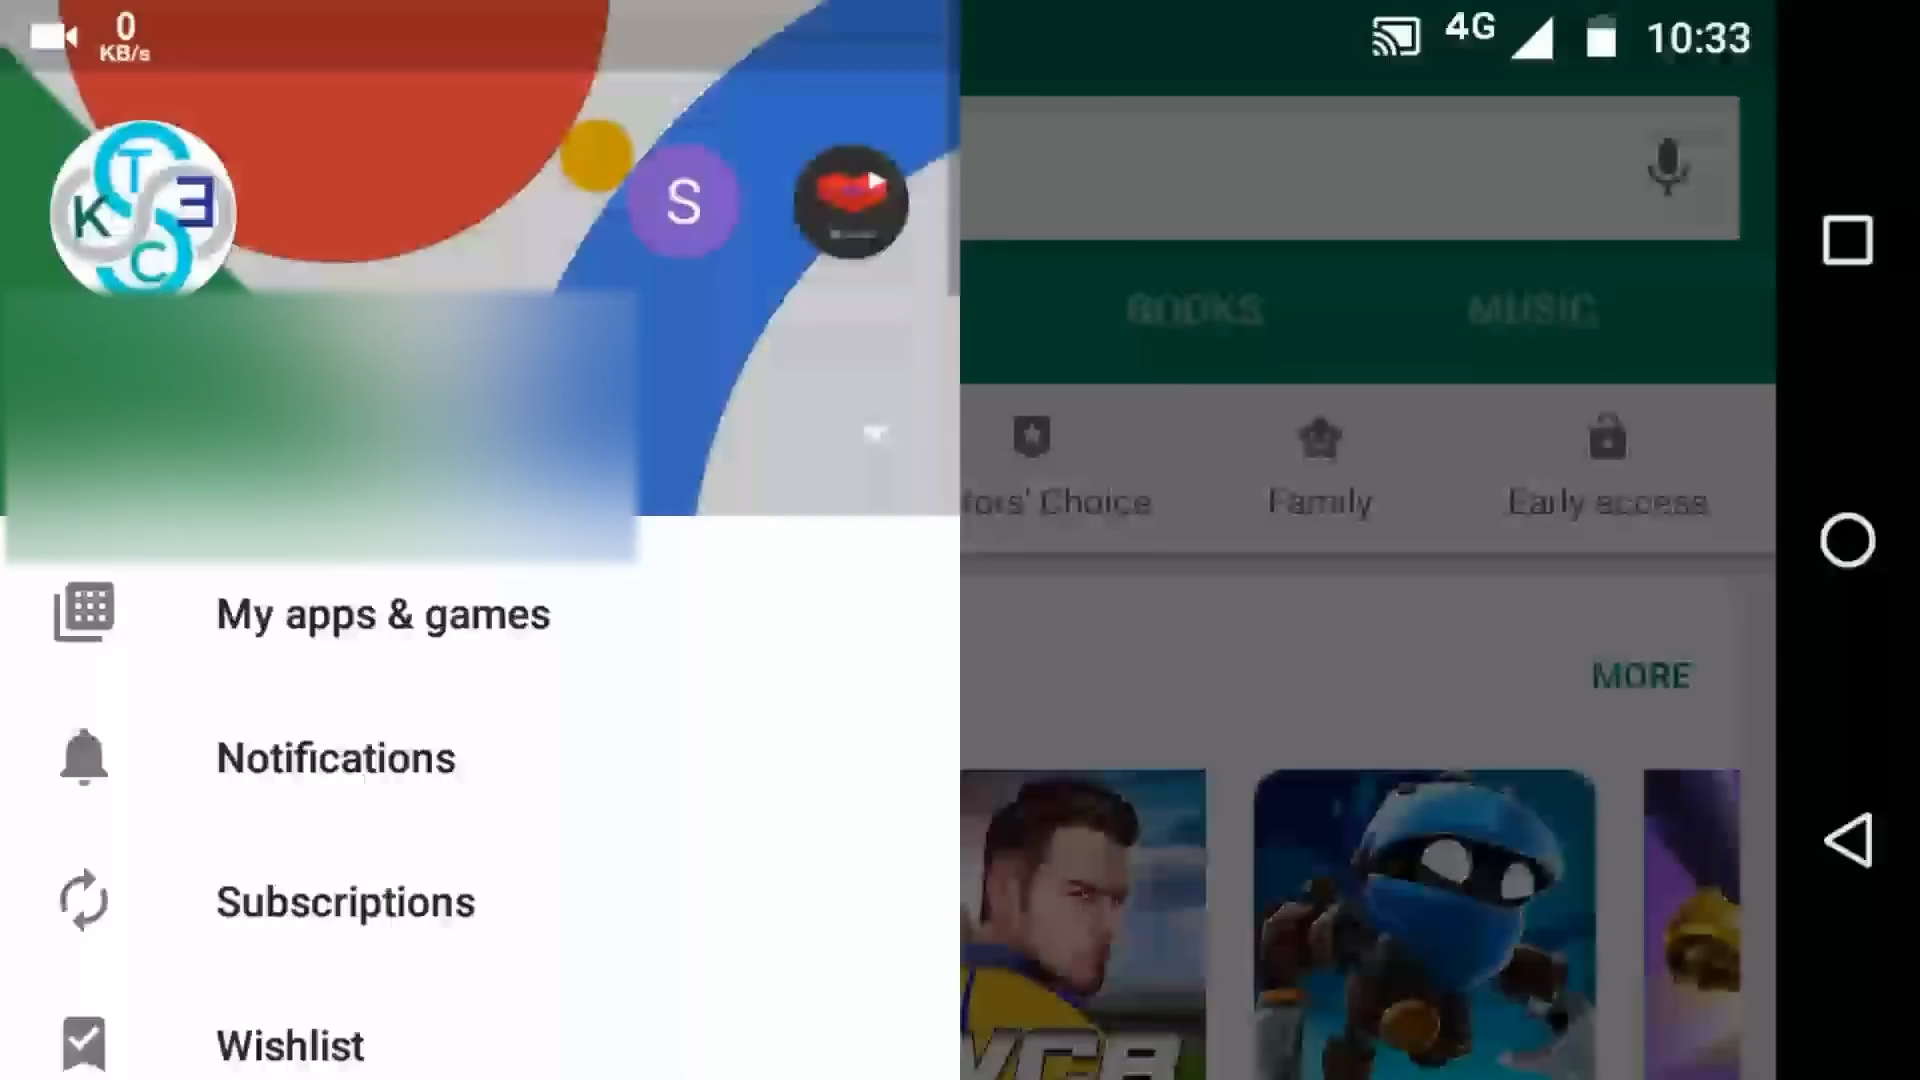 0
KB/s
4G
10:33
T
K
E
C
S
BOOKS
MUSIC
tors' Choice
Family
Early access
MORE
My apps & games
Notifications
Subscriptions
Wishlist